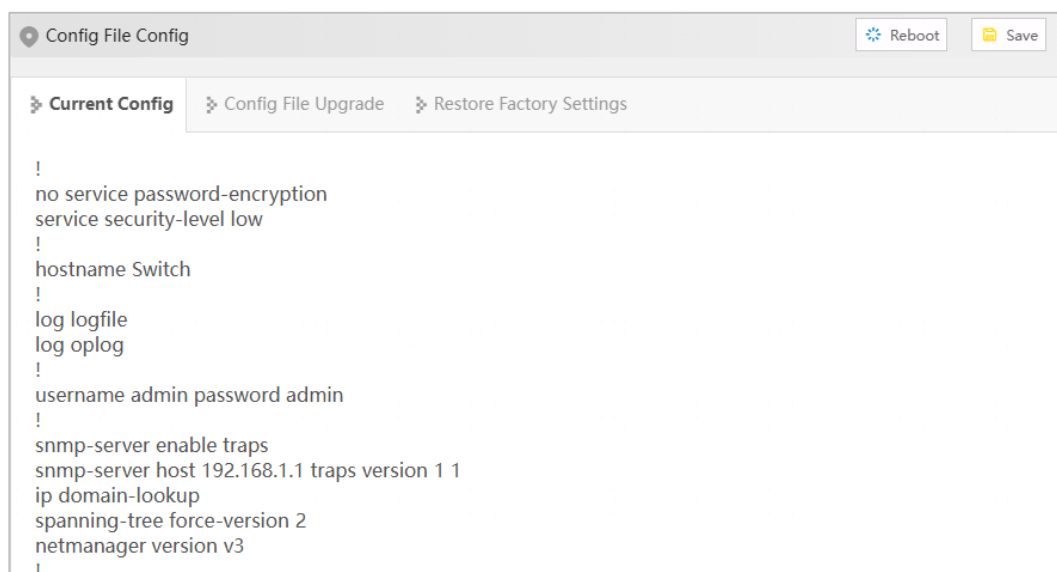 Config File Config
Reboot
Save
Current Config
Config File Upgrade
Restore Factory Settings
!
no service password-encryption
service security-level low
!
hostname Switch
!
log logfile
log oplog
!
username admin password admin
!
snmp-server enable traps
snmp-server host 192.168.1.1 traps version 1 1
ip domain-lookup
spanning-tree force-version 2
netmanager version v3
!